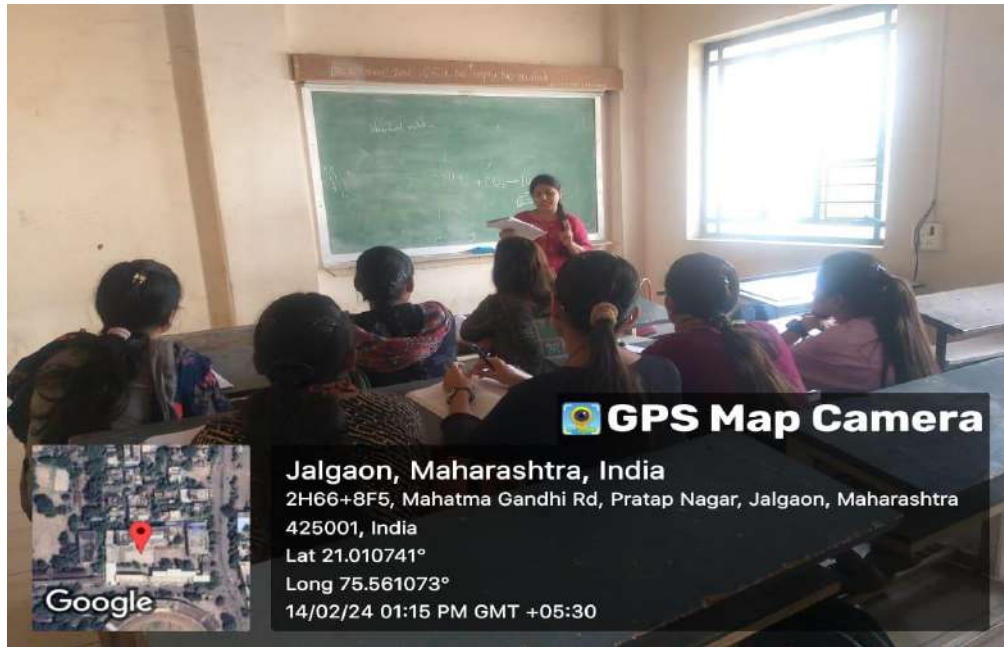 GPS Map Camera
Jalgaon, Maharashtra, India
2H66+8F5, Mahatma Gandhi Rd, Pratap Nagar, Jalgaon, Maharashtra
425001, India
Lat 21.010741°
Long 75.561073°
14/02/24 01:15 PM GMT +05:30
Google